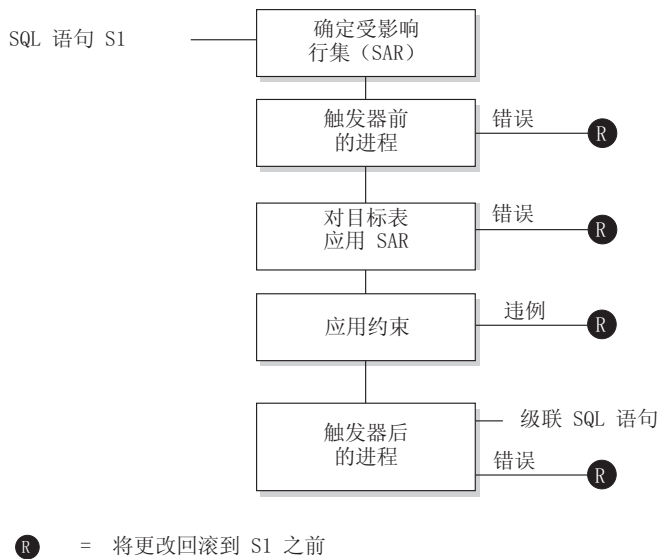 SQL 语句 S1
确定受影响
行集（SAR）
触发器前
的进程
错误
R
对目标表
应用 SAR
错误
R
应用约束
违例
R
触发器后
的进程
级联 SQL 语句
错误
R
R = 将更改回滚到 S1 之前